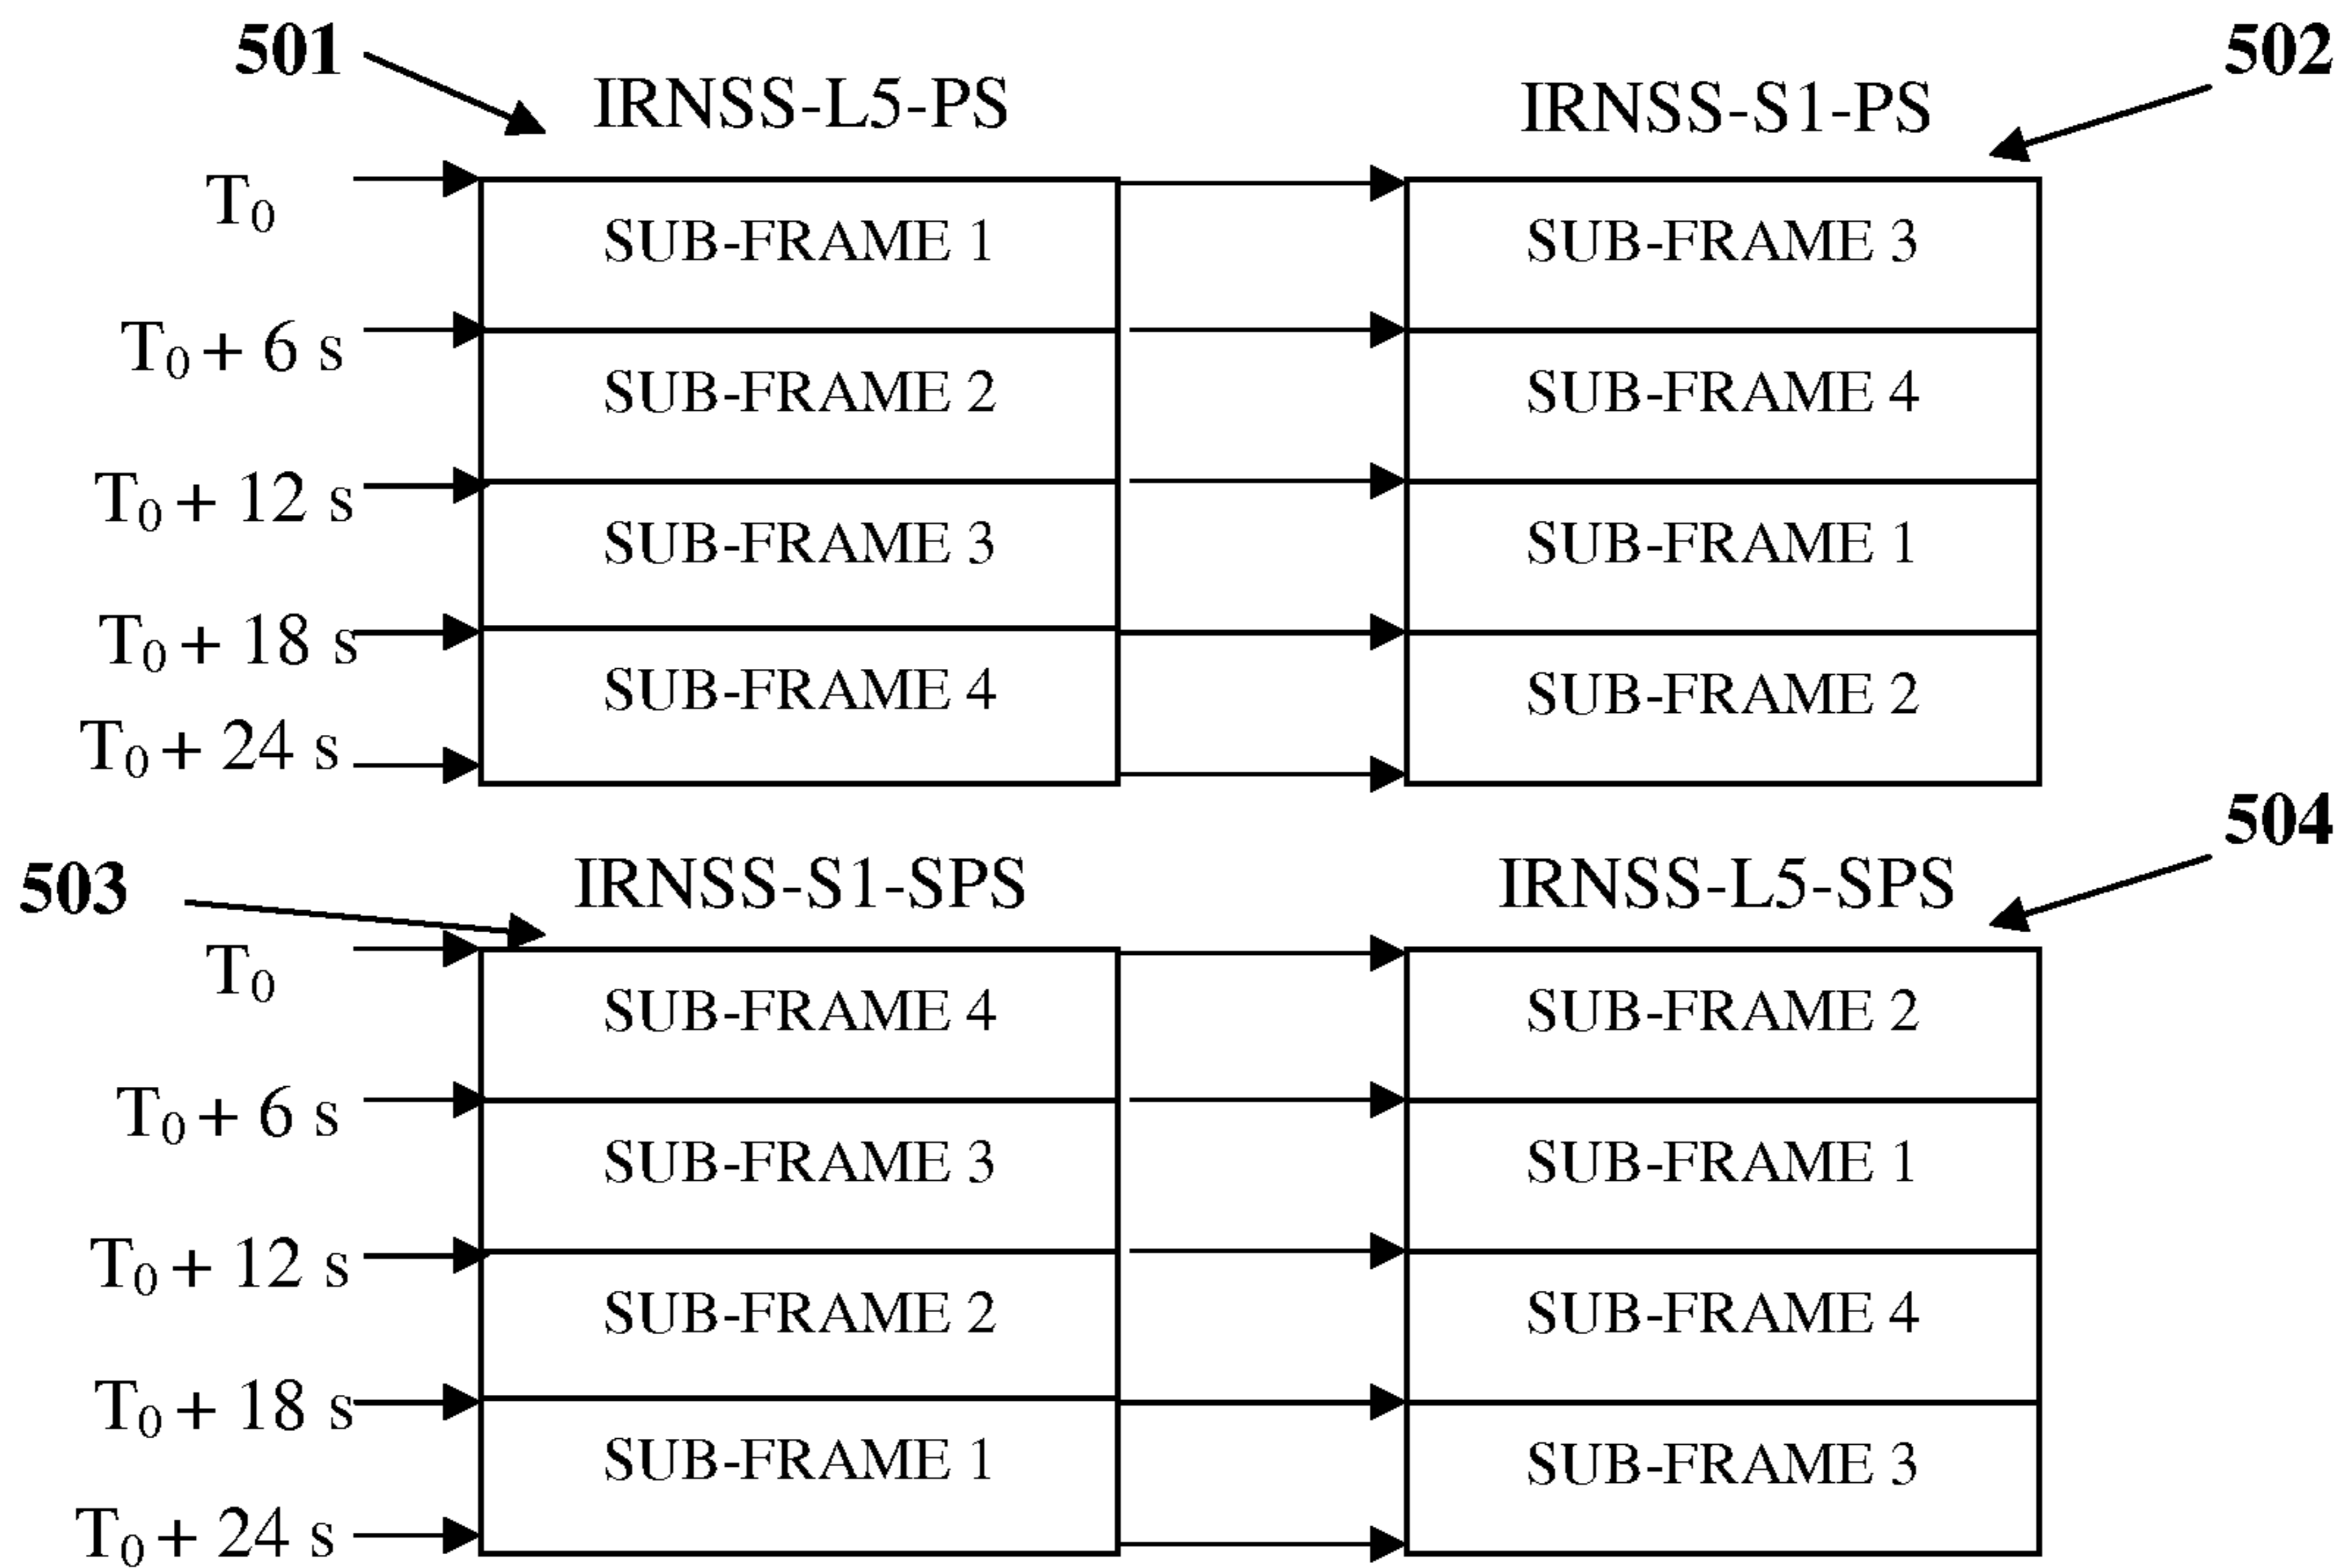 501
IRNSS-L5-PS
IRNSS-S1-PS
502
T₀
SUB-FRAME 1
SUB-FRAME 3
T₀ + 6 s
SUB-FRAME 2
SUB-FRAME 4
T₀ + 12 s
SUB-FRAME 3
SUB-FRAME 1
T₀ + 18 s
SUB-FRAME 4
SUB-FRAME 2
T₀ + 24 s
503
IRNSS-S1-SPS
IRNSS-L5-SPS
504
T₀
SUB-FRAME 4
SUB-FRAME 2
T₀ + 6 s
SUB-FRAME 3
SUB-FRAME 1
T₀ + 12 s
SUB-FRAME 2
SUB-FRAME 4
T₀ + 18 s
SUB-FRAME 1
SUB-FRAME 3
T₀ + 24 s